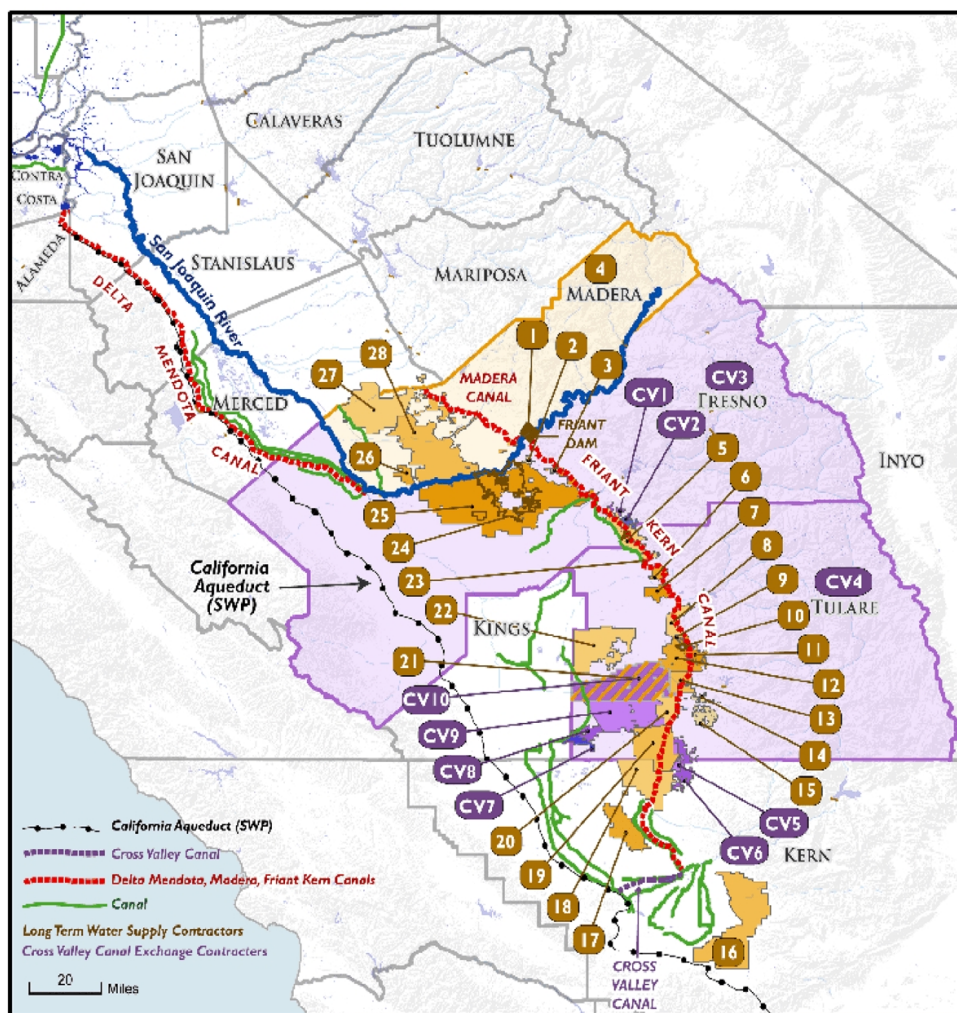 CALAVERAS
TUOLUMNE
SAN
JOAQUIN
CONTRA
COSTA
ALAMEDA
STANISLAUS
San Joaquin River
MARIPOSA
4
MADERA
DELTA
MENDOTA
CANAL
MERCED
27
28
1
2
3
MADERA
CANAL
CV1
CV3
FRESNO
CV2
FRIANT
DAM
5
INYO
26
FRIANT
KERN
CANAL
6
25
7
24
8
23
9
CV4
TULARE
California
Aqueduct
(SWP)
22
KINGS
10
11
21
12
CV10
13
CV9
14
CV8
15
CV7
CV5
20
CV6
KERN
19
18
17
16
CROSS
VALLEY
CANAL
California Aqueduct (SWP)
Cross Valley Canal
Delta Mendota, Madera, Friant Kern Canals
Canal
Long Term Water Supply Contractors
Cross Valley Canal Exchange Contracters
20
Miles